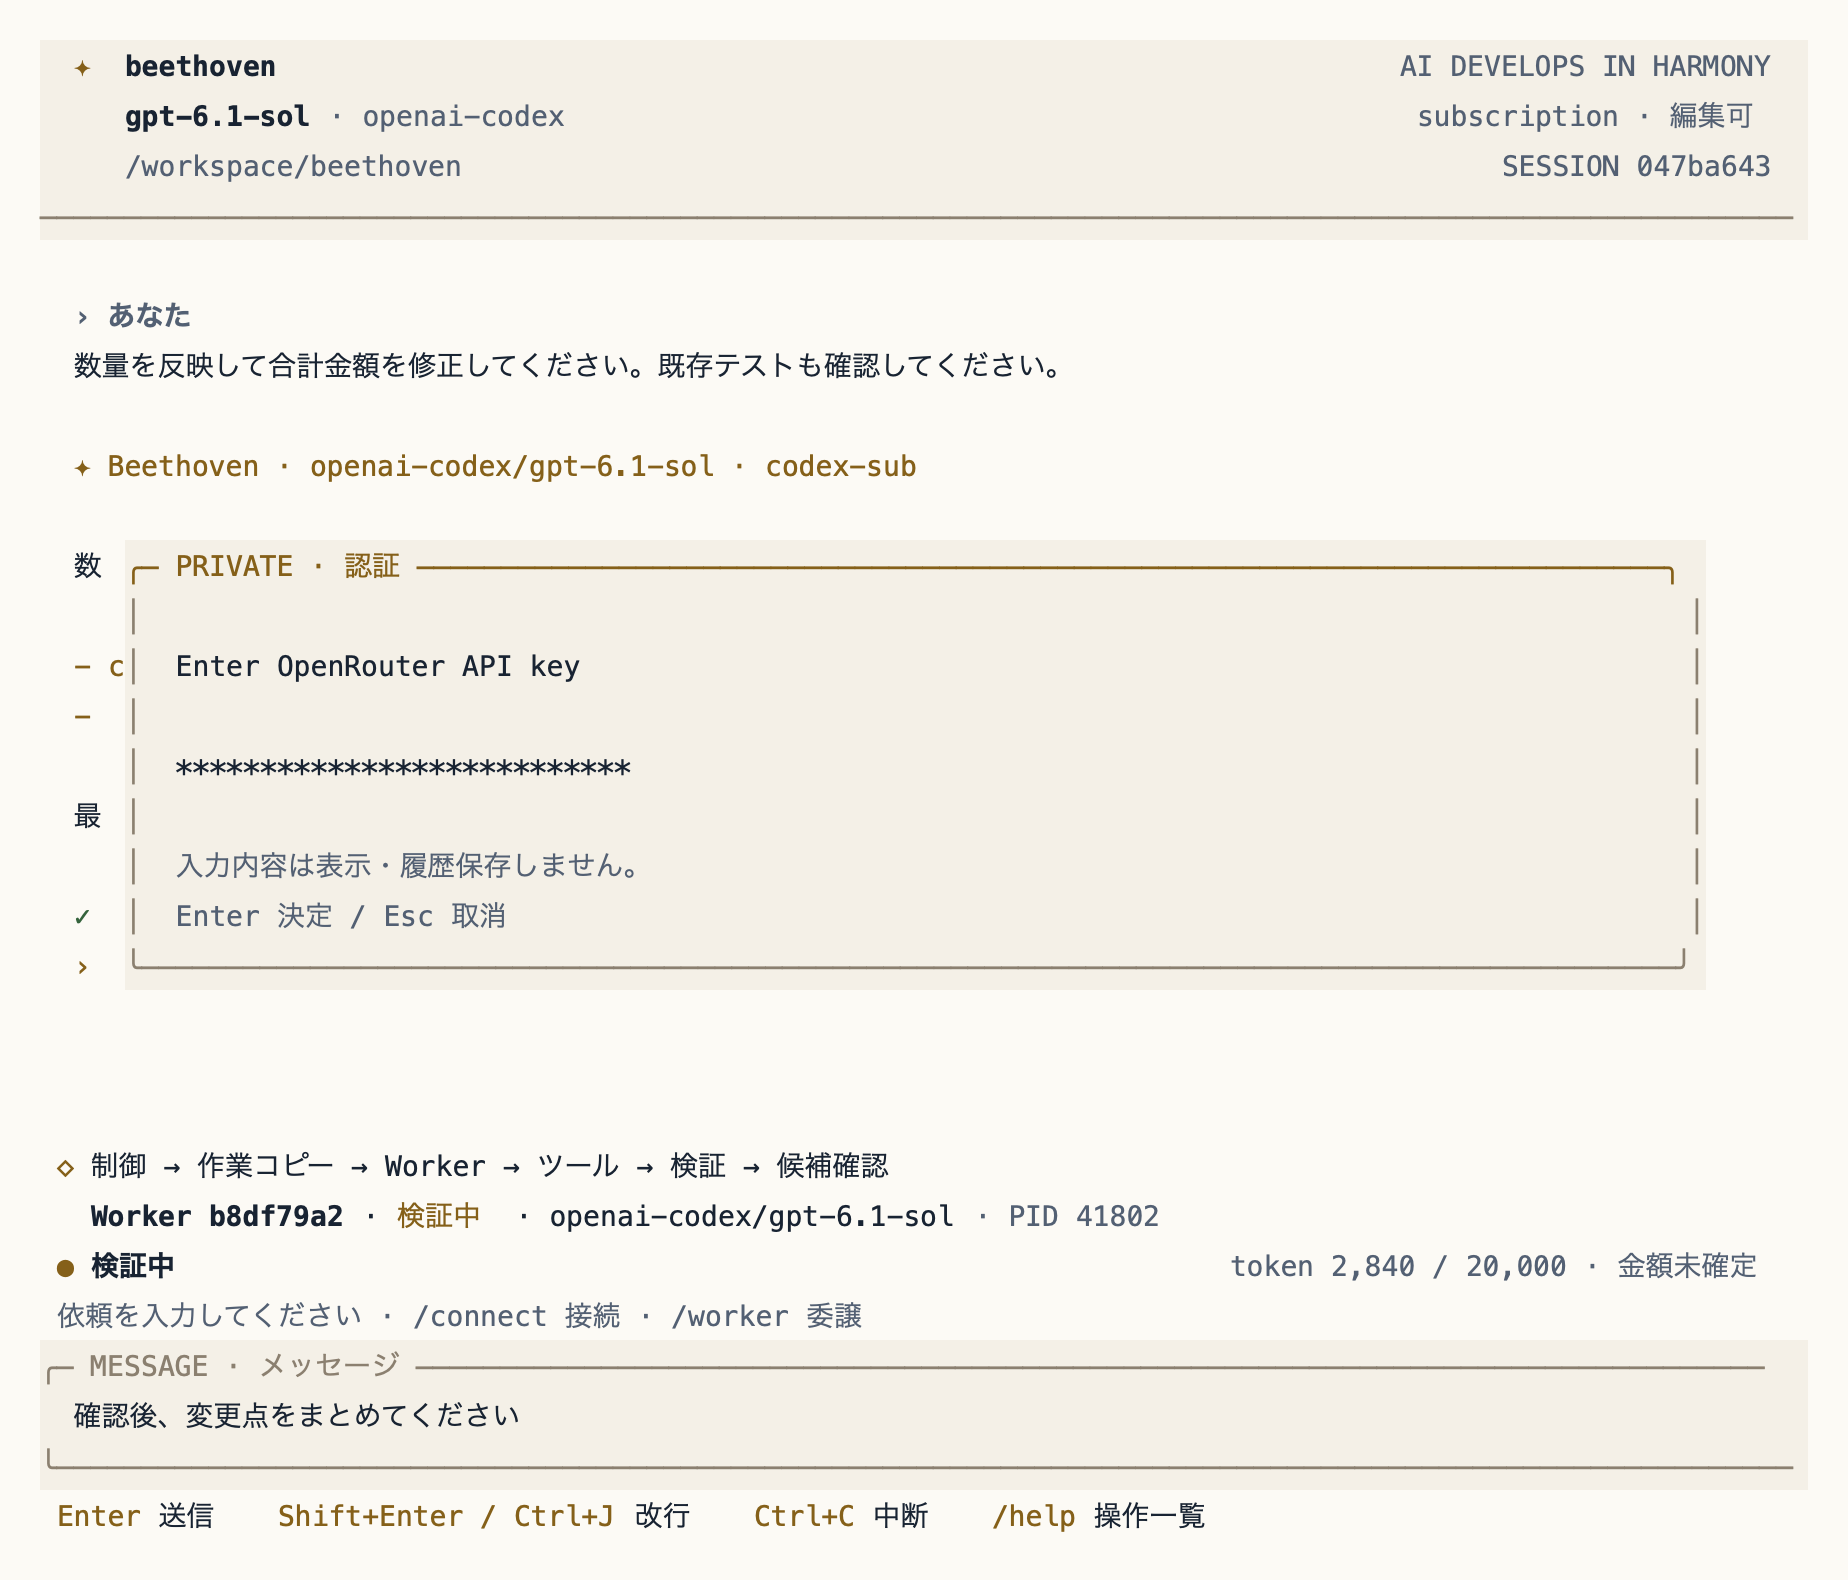 ✦ beethoven AI DEVELOPS IN HARMONY
gpt-6.1-sol · openai-codex subscription · 編集可
/workspace/beethoven SESSION 047ba643
› あなた
数量を反映して合計金額を修正してください。既存テストも確認してください。
✦ Beethoven · openai-codex/gpt-6.1-sol · codex-sub
数 PRIVATE · 認証
- c Enter OpenRouter API key
-
***************************
最
入力内容は表示・履歴保存しません。
✓ Enter 決定 / Esc 取消
›
◇ 制御 → 作業コピー → Worker → ツール → 検証 → 候補確認
Worker b8df79a2 · 検証中 · openai-codex/gpt-6.1-sol · PID 41802
● 検証中 token 2,840 / 20,000 · 金額未確定
依頼を入力してください · /connect 接続 · /worker 委譲
MESSAGE · メッセージ
確認後、変更点をまとめてください
Enter 送信 Shift+Enter / Ctrl+J 改行 Ctrl+C 中断 /help 操作一覧